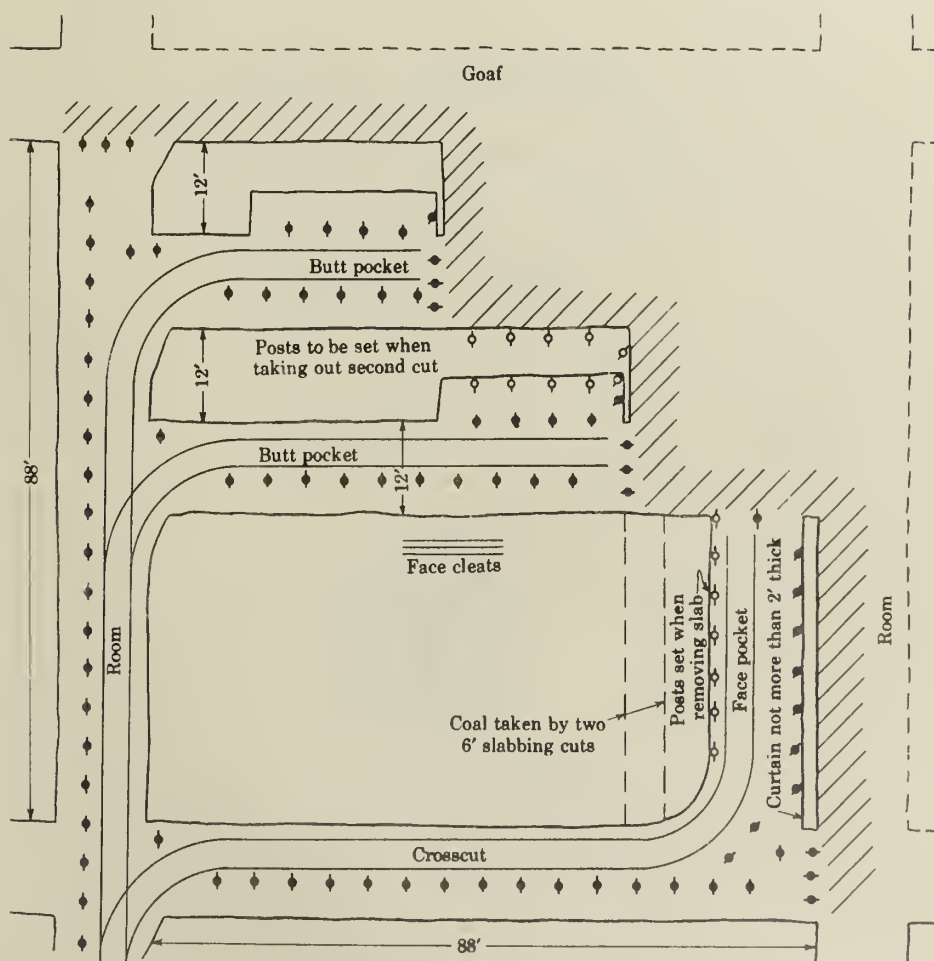 Goaf
12'
Butt pocket
Posts to be set when
taking out second cut
12'
88'
Butt pocket
12'
Face cleats
Room
Coal taken by two
6' slabbing cuts
Posts set when
removing slab
Face pocket
Curtain not more than 2' thick
Room
Crosscut
88'